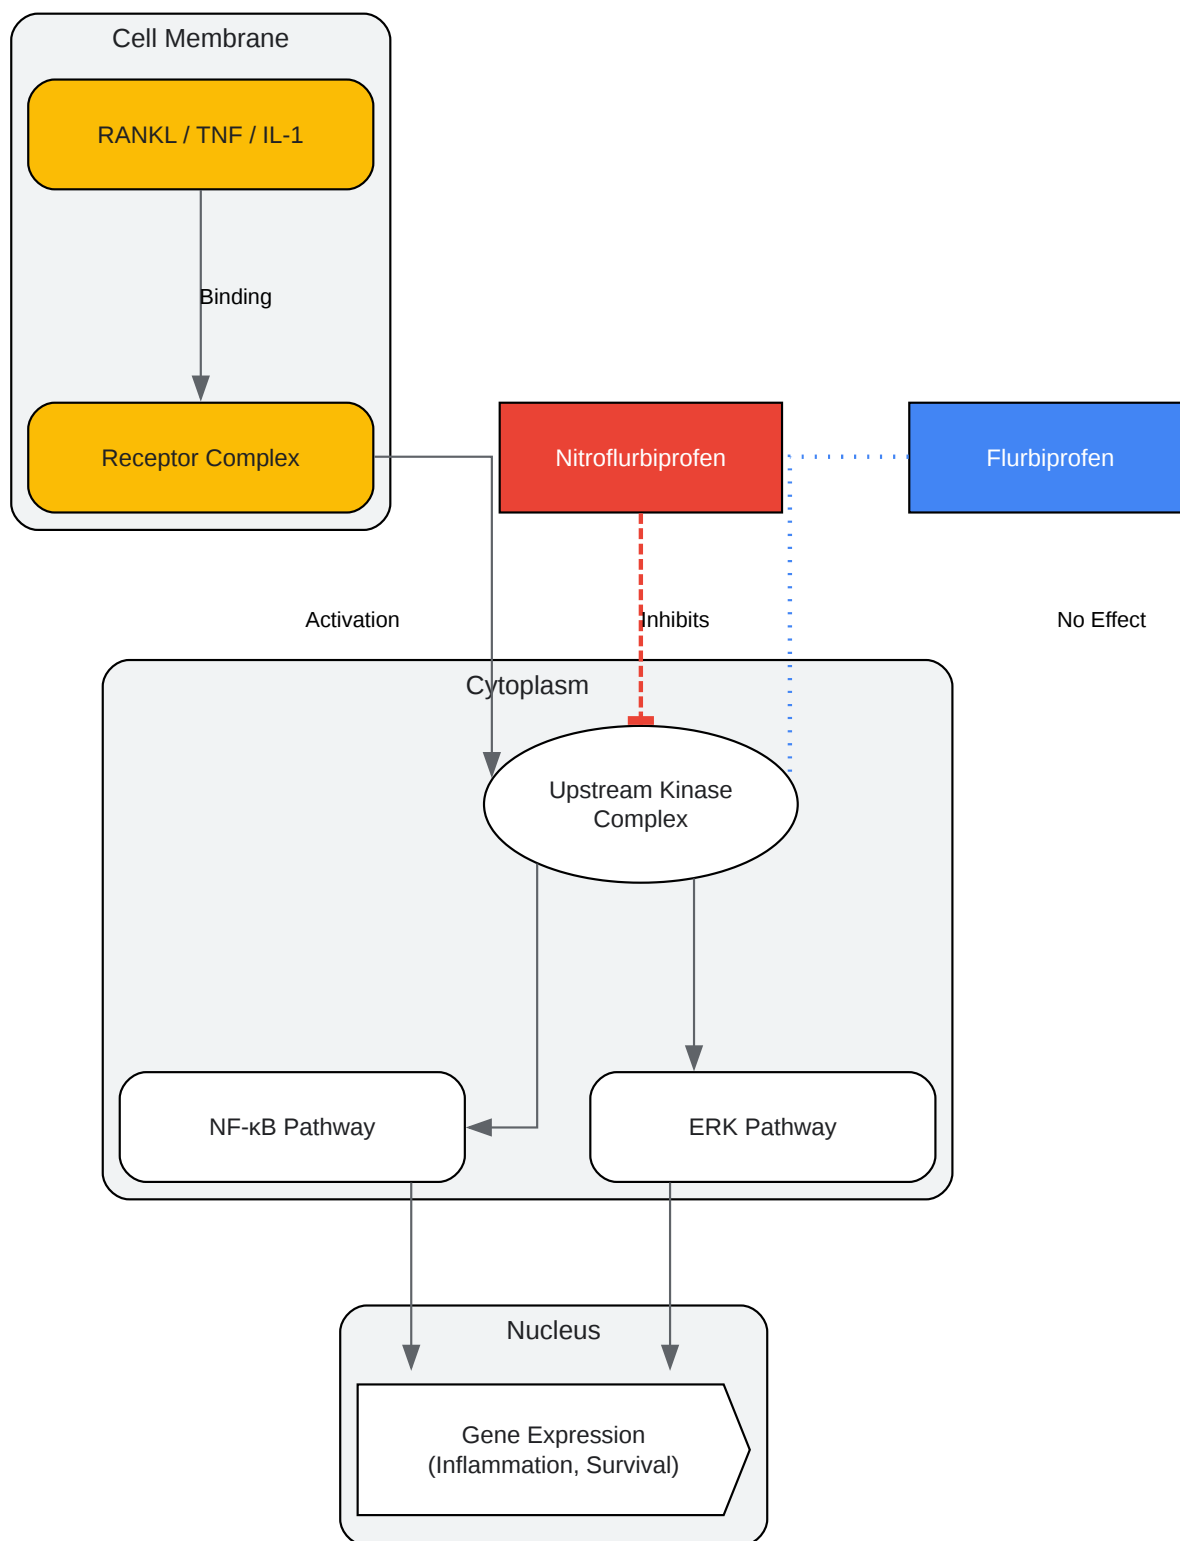 Cell Membrane
RANKL / TNF / IL-1
Binding
Receptor Complex
Nitroflurbiprofen
Flurbiprofen
Activation
Inhibits
No Effect
Cytoplasm
Upstream Kinase
Complex
NF-κB Pathway
ERK Pathway
Nucleus
Gene Expression
(Inflammation, Survival)